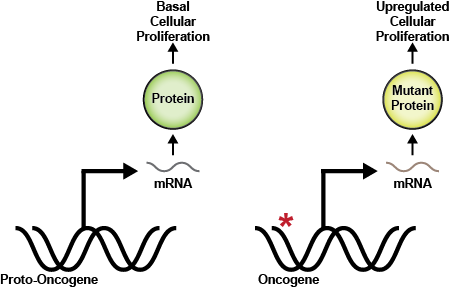 Basal
Cellular
Proliferation
Protein
mRNA
Proto-Oncogene
Upregulated
Cellular
Proliferation
Mutant
Protein
mRNA
*
Oncogene